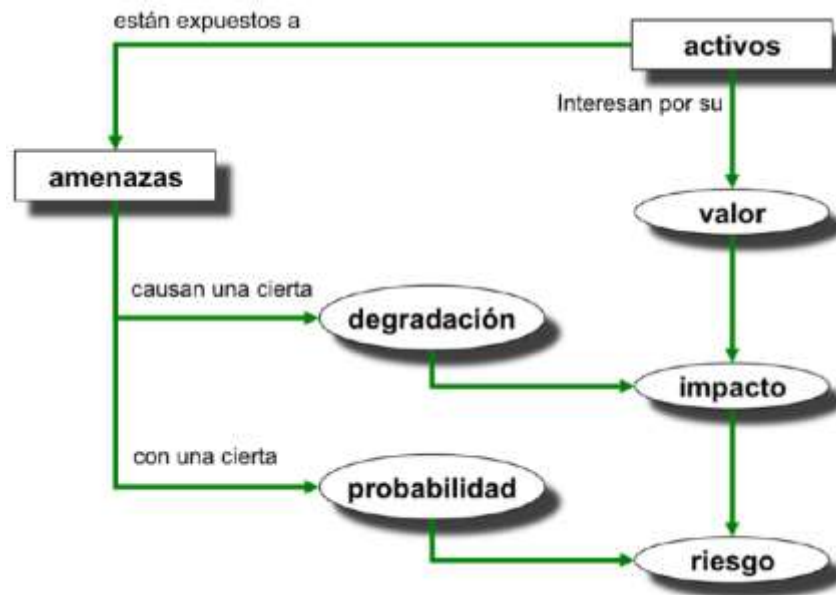 están expuestos a
activos
Interesan por su
amenazas
valor
causan una cierta
degradación
impacto
con una cierta
probabilidad
riesgo